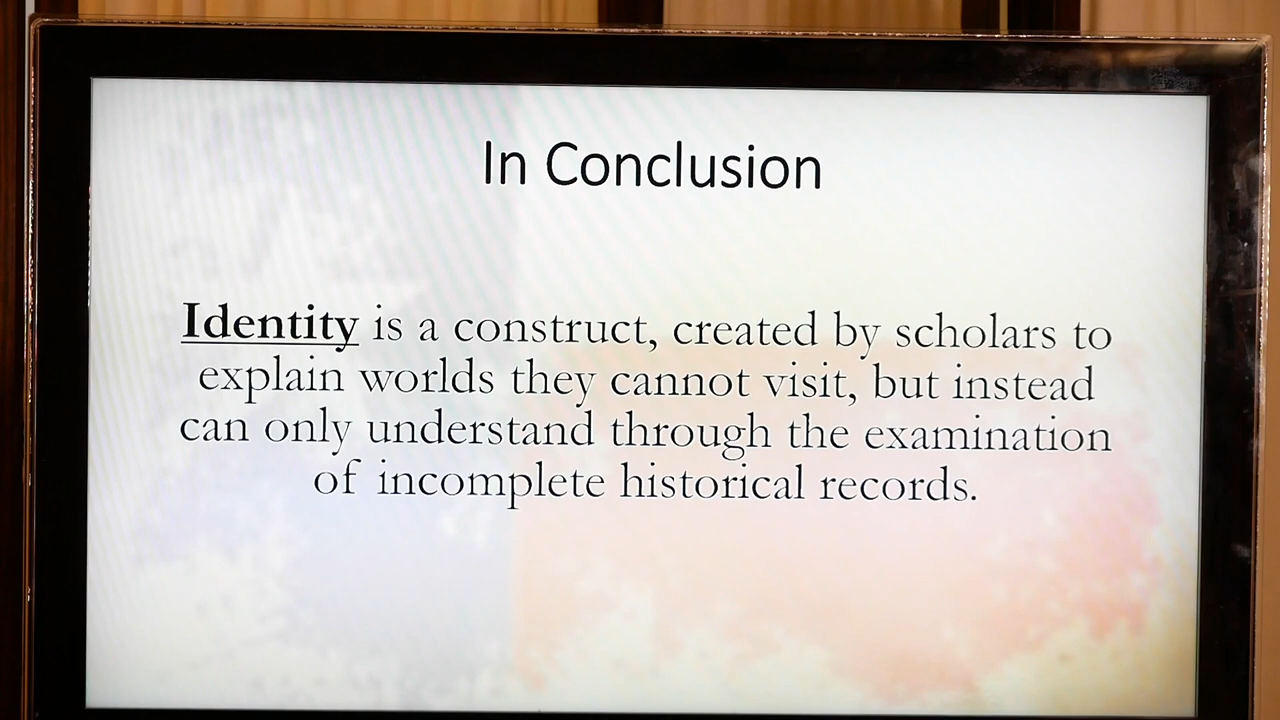 In Conclusion
Identity is a construct, created by scholars to
explain worlds they cannot visit, but instead
can only understand through the examination
of incomplete historical records.